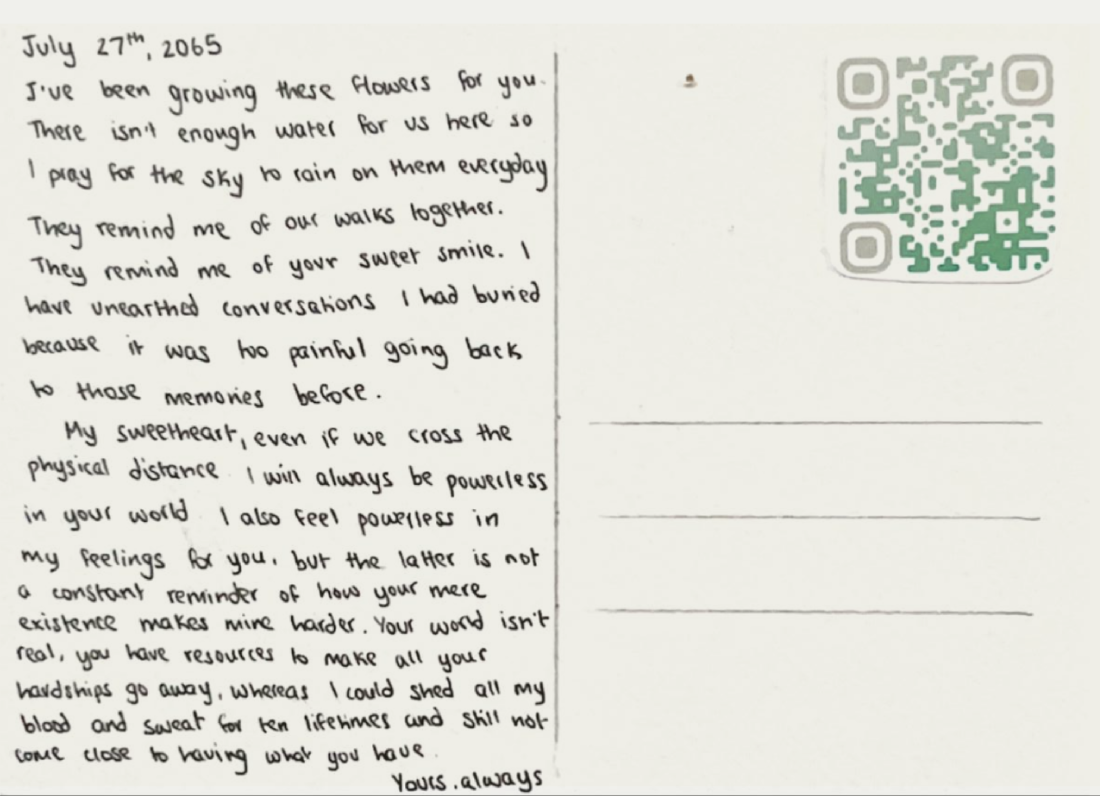 July 27th, 2065
I've been growing these flowers for you.
There isn't enough water for us here so
I pray for the sky to rain on them everyday
They remind me of our walks together.
They remind me of your sweet smile. I
have unearthed conversations I had buried
because it was too painful going back
to those memories before.
My sweetheart, even if we cross the
physical distance I will always be powerless
in your world I also feel powerless in
my feelings for you, but the latter is not
a constant reminder of how your mere
existence makes mine harder. Your world isn't
real, you have resources to make all your
hardships go away, whereas I could shed all my
blood and sweat for ten lifetimes and still not
come close to having what you have.
Yours.always